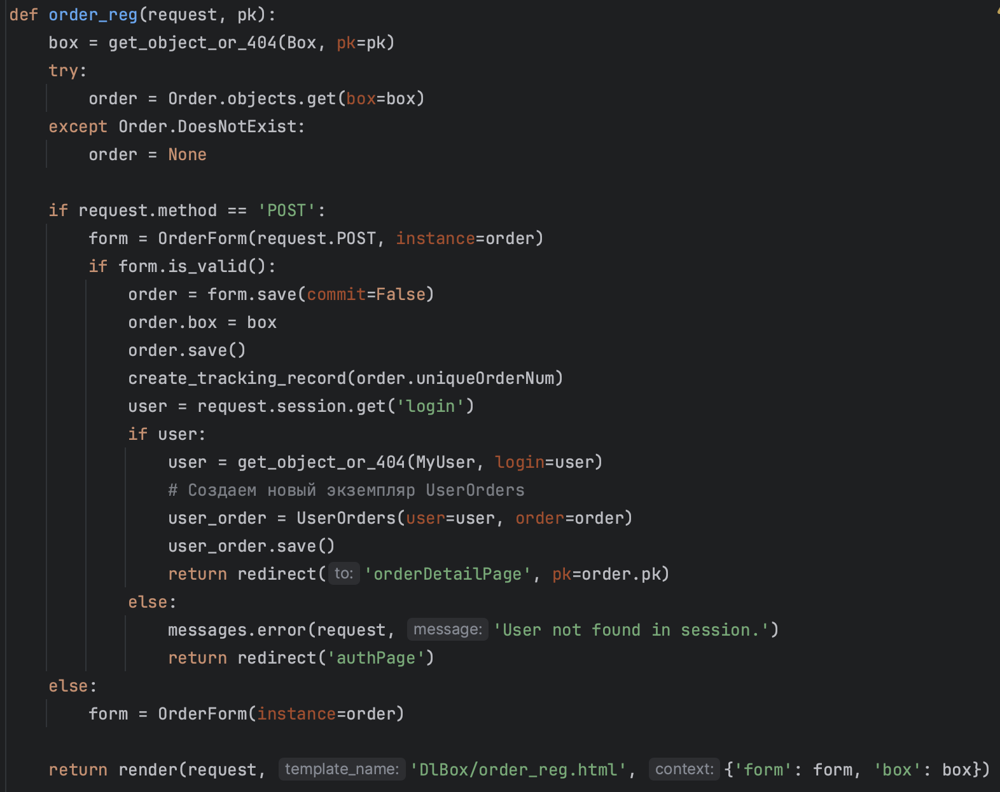 def order_reg(request, pk):
    box = get_object_or_404(Box, pk=pk)
    try:
        order = Order.objects.get(box=box)
    except Order.DoesNotExist:
        order = None

    if request.method == 'POST':
        form = OrderForm(request.POST, instance=order)
        if form.is_valid():
            order = form.save(commit=False)
            order.box = box
            order.save()
            create_tracking_record(order.uniqueOrderNum)
            user = request.session.get('login')
            if user:
                user = get_object_or_404(MyUser, login=user)
                # Создаем новый экземпляр UserOrders
                user_order = UserOrders(user=user, order=order)
                user_order.save()
                return redirect( to: 'orderDetailPage', pk=order.pk)
            else:
                messages.error(request, message: 'User not found in session.')
                return redirect('authPage')
    else:
        form = OrderForm(instance=order)

    return render(request, template_name: 'DlBox/order_reg.html', context: {'form': form, 'box': box})